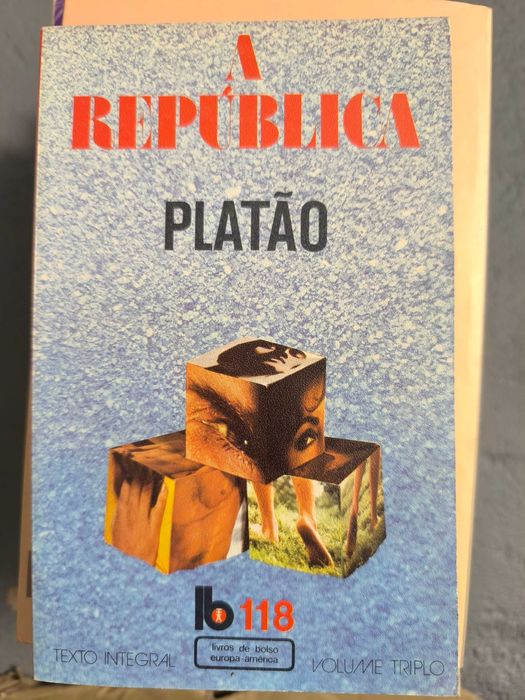 A
REPÚBLICA
PLATÃO
lb 118
livros de bolso
europa-américa
TEXTO INTEGRAL
VOLUME TRIPLO